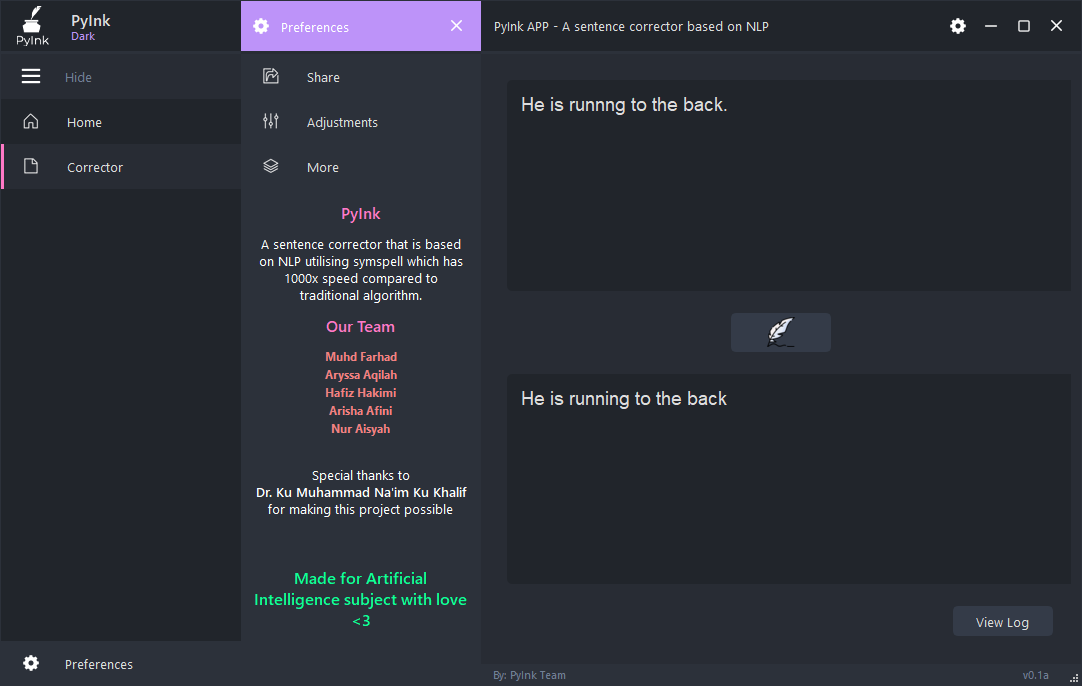 PyInk
PyInk
Dark
Hide
Home
Corrector
Preferences
Preferences
Share
Adjustments
More
PyInk
A sentence corrector that is based
on NLP utilising symspell which has
1000x speed compared to
traditional algorithm.
Our Team
Muhd Farhad
Aryssa Aqilah
Hafiz Hakimi
Arisha Afini
Nur Aisyah
Special thanks to
Dr. Ku Muhammad Na'im Ku Khalif
for making this project possible
Made for Artificial
Intelligence subject with love
<3
PyInk APP - A sentence corrector based on NLP
He is runnng to the back.
He is running to the back
View Log
By: PyInk Team
v0.1a